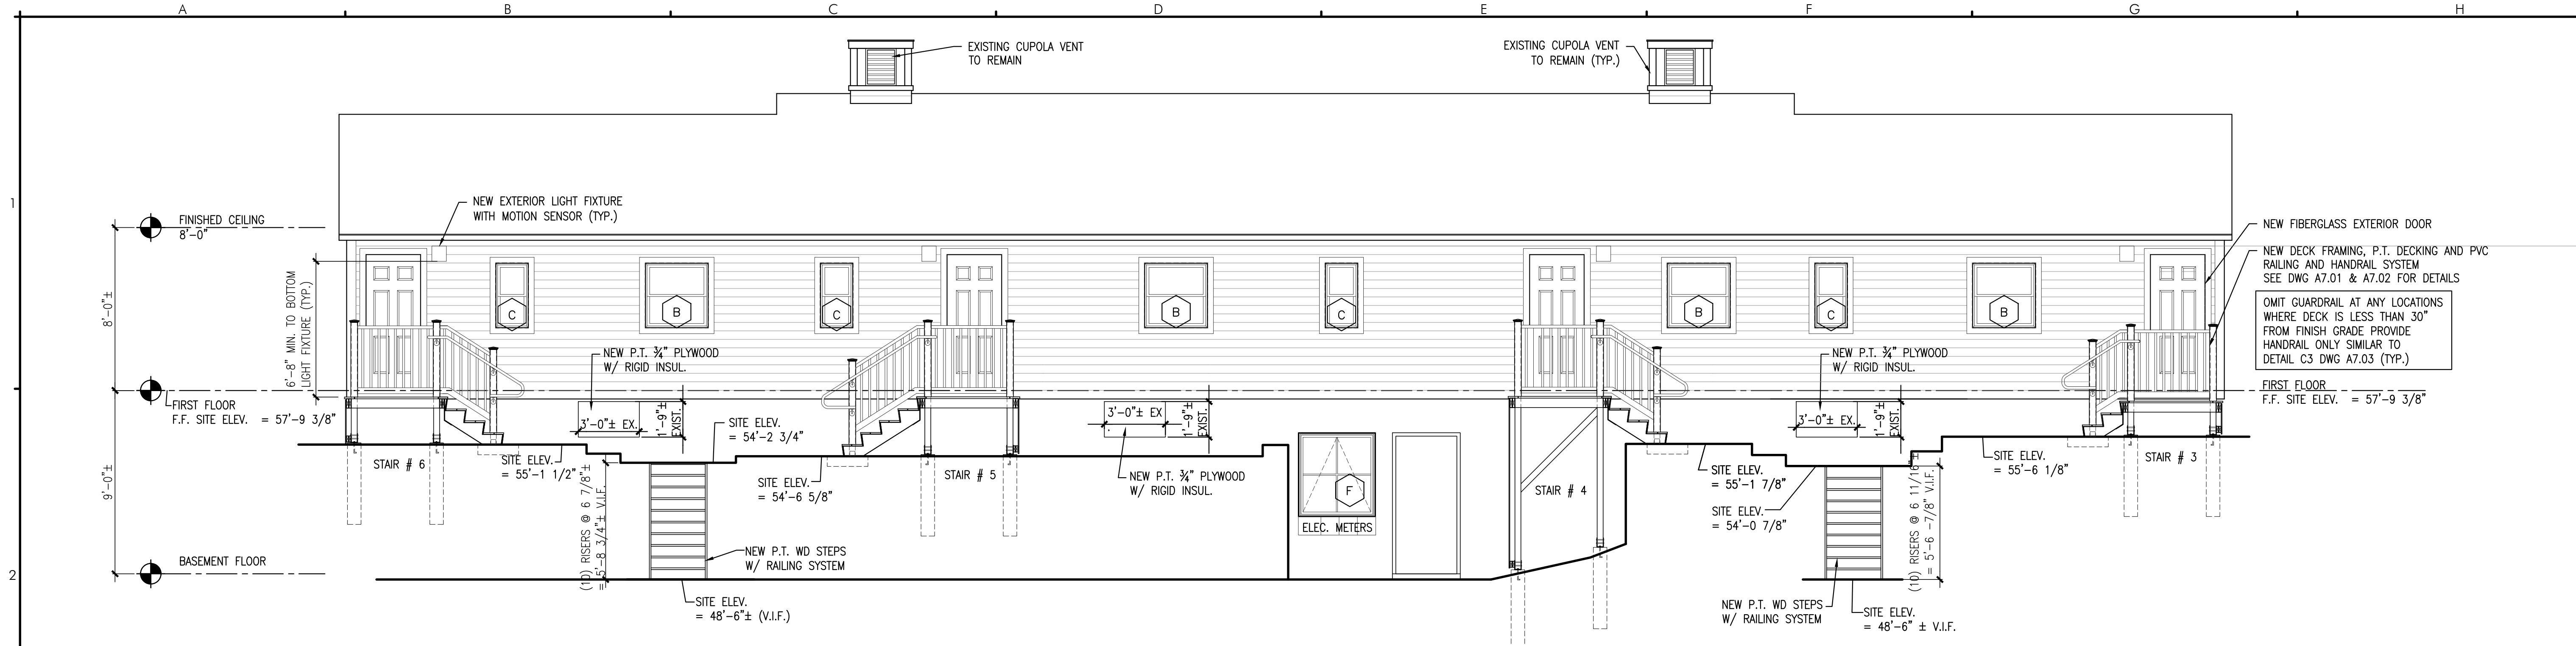 A B C D E F G H
EXISTING CUPOLA VENT
TO REMAIN
EXISTING CUPOLA VENT
TO REMAIN (TYP.)
1
FINISHED CEILING
8'-0"
NEW EXTERIOR LIGHT FIXTURE
WITH MOTION SENSOR (TYP.)
NEW FIBERGLASS EXTERIOR DOOR
NEW DECK FRAMING, P.T. DECKING AND PVC
RAILING AND HANDRAIL SYSTEM
SEE DWG A7.01 & A7.02 FOR DETAILS
OMIT GUARDRAIL AT ANY LOCATIONS
WHERE DECK IS LESS THAN 30"
FROM FINISH GRADE PROVIDE
HANDRAIL ONLY SIMILAR TO
DETAIL C3 DWG A7.03 (TYP.)
8'-0"±
6'-8" MIN. TO BOTTOM
LIGHT FIXTURE (TYP.)
C B C B C B C B
NEW P.T. ¾" PLYWOOD
W/ RIGID INSUL.
NEW P.T. ¾" PLYWOOD
W/ RIGID INSUL.
FIRST FLOOR
F.F. SITE ELEV. = 57'-9 3/8"
FIRST FLOOR
F.F. SITE ELEV. = 57'-9 3/8"
3'-0"± EX.
1'-9"±
EXIST.
3'-0"± EX
1'-9"±
EXIST.
3'-0"± EX.
1'-9"±
EXIST.
SITE ELEV.
= 54'-2 3/4"
STAIR # 6
SITE ELEV.
= 55'-1 1/2"
SITE ELEV.
= 54'-6 5/8"
STAIR # 5
NEW P.T. ¾" PLYWOOD
W/ RIGID INSUL.
F
ELEC. METERS
STAIR # 4
SITE ELEV.
= 55'-1 7/8"
SITE ELEV.
= 54'-0 7/8"
SITE ELEV.
= 55'-6 1/8"
STAIR # 3
9'-0"±
(10) RISERS @ 6 7/8"±
= 5'-8 3/4"± V.I.F.
(10) RISERS @ 6 11/16"±
= 5'-6 -7/8" V.I.F.
2
BASEMENT FLOOR
NEW P.T. WD STEPS
W/ RAILING SYSTEM
SITE ELEV.
= 48'-6"± (V.I.F.)
NEW P.T. WD STEPS
W/ RAILING SYSTEM
SITE ELEV.
= 48'-6" ± V.I.F.